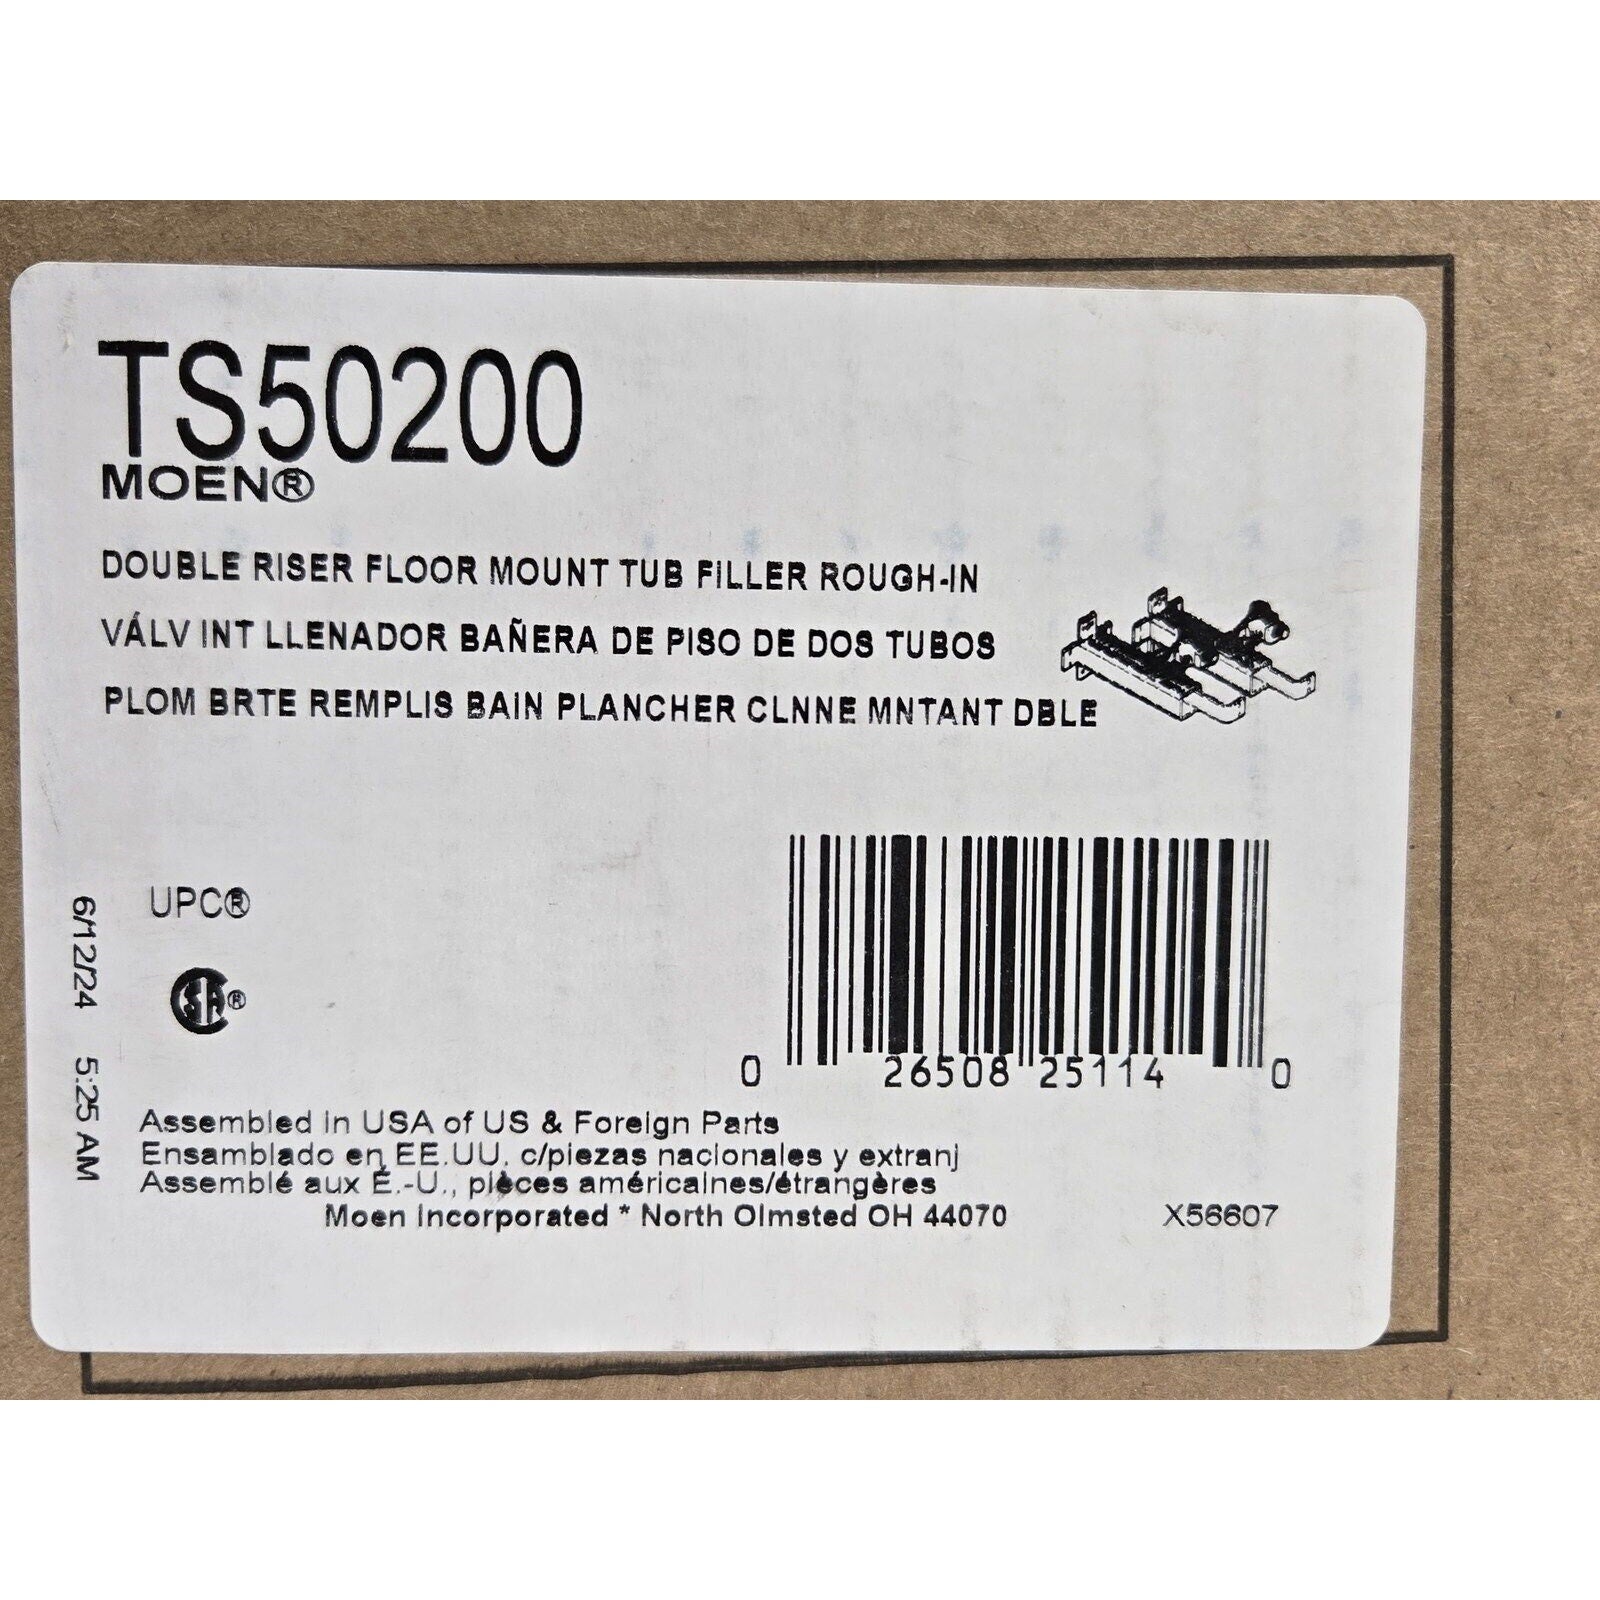 TS50200
MOEN®
DOUBLE RISER FLOOR MOUNT TUB FILLER ROUGH-IN
VÁLV INT LLENADOR BAÑERA DE PISO DE DOS TUBOS
PLOM BRTE REMPLIS BAIN PLANCHER CLNNE MNTANT DBLE
UPC®
SA®
6/12/24 5:25 AM
0 26508 25114 0
Assembled in USA of US & Foreign Parts
Ensamblado en EE.UU. c/piezas nacionales y extranj
Assemblé aux É.-U., pièces américaines/étrangères
Moen Incorporated * North Olmsted OH 44070
X56607